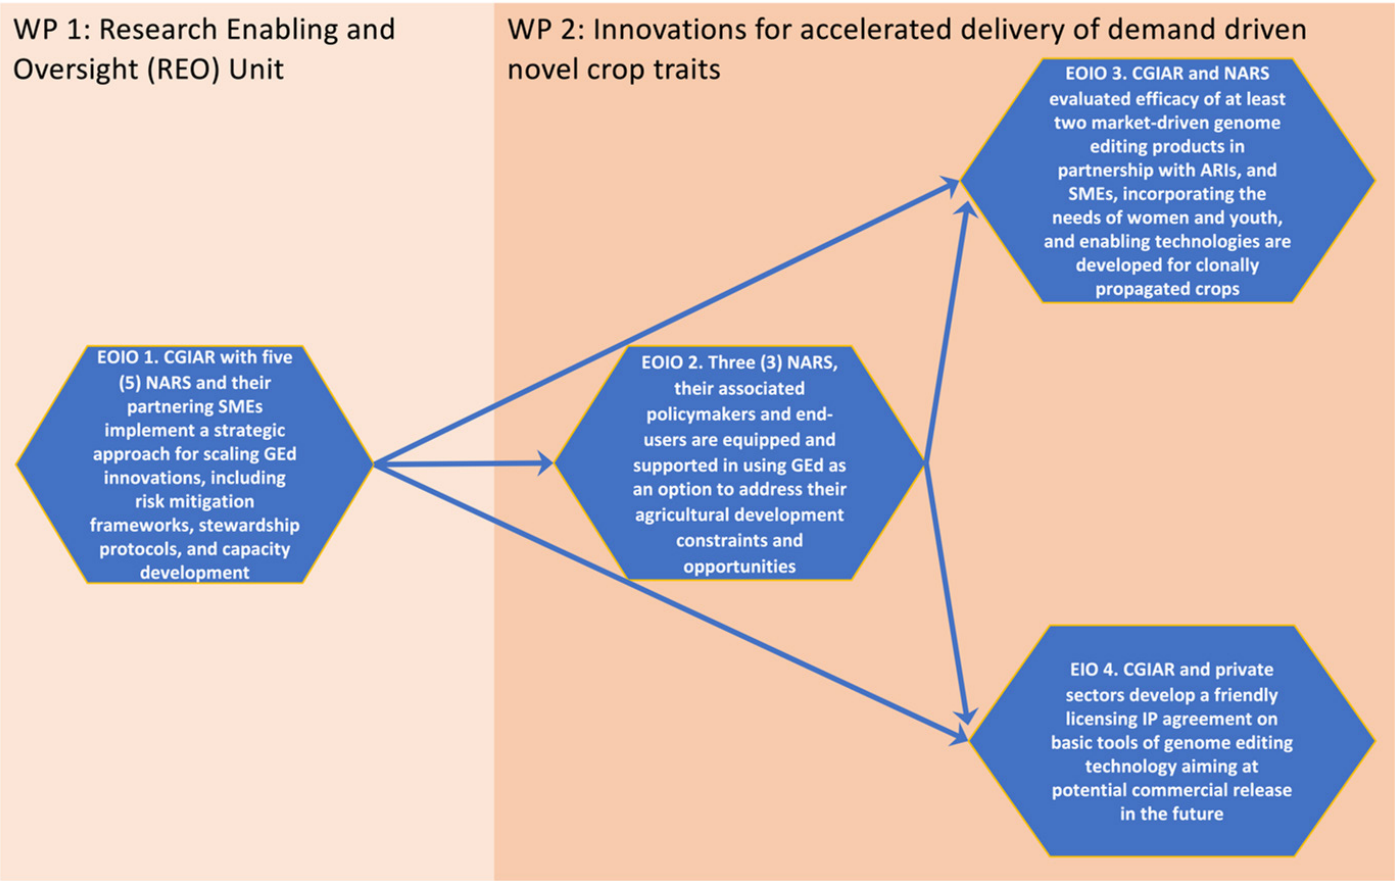 WP 1: Research Enabling and
Oversight (REO) Unit
WP 2: Innovations for accelerated delivery of demand driven
novel crop traits
EOIO 1. CGIAR with five
(5) NARS and their
partnering SMEs
implement a strategic
approach for scaling GEd
innovations, including
risk mitigation
frameworks, stewardship
protocols, and capacity
development
EOIO 2. Three (3) NARS,
their associated
policymakers and end-
users are equipped and
supported in using GEd as
an option to address their
agricultural development
constraints and
opportunities
EOIO 3. CGIAR and NARS
evaluated efficacy of at least
two market-driven genome
editing products in
partnership with ARIs, and
SMEs, incorporating the
needs of women and youth,
and enabling technologies are
developed for clonally
propagated crops
EIO 4. CGIAR and private
sectors develop a friendly
licensing IP agreement on
basic tools of genome editing
technology aiming at
potential commercial release
in the future